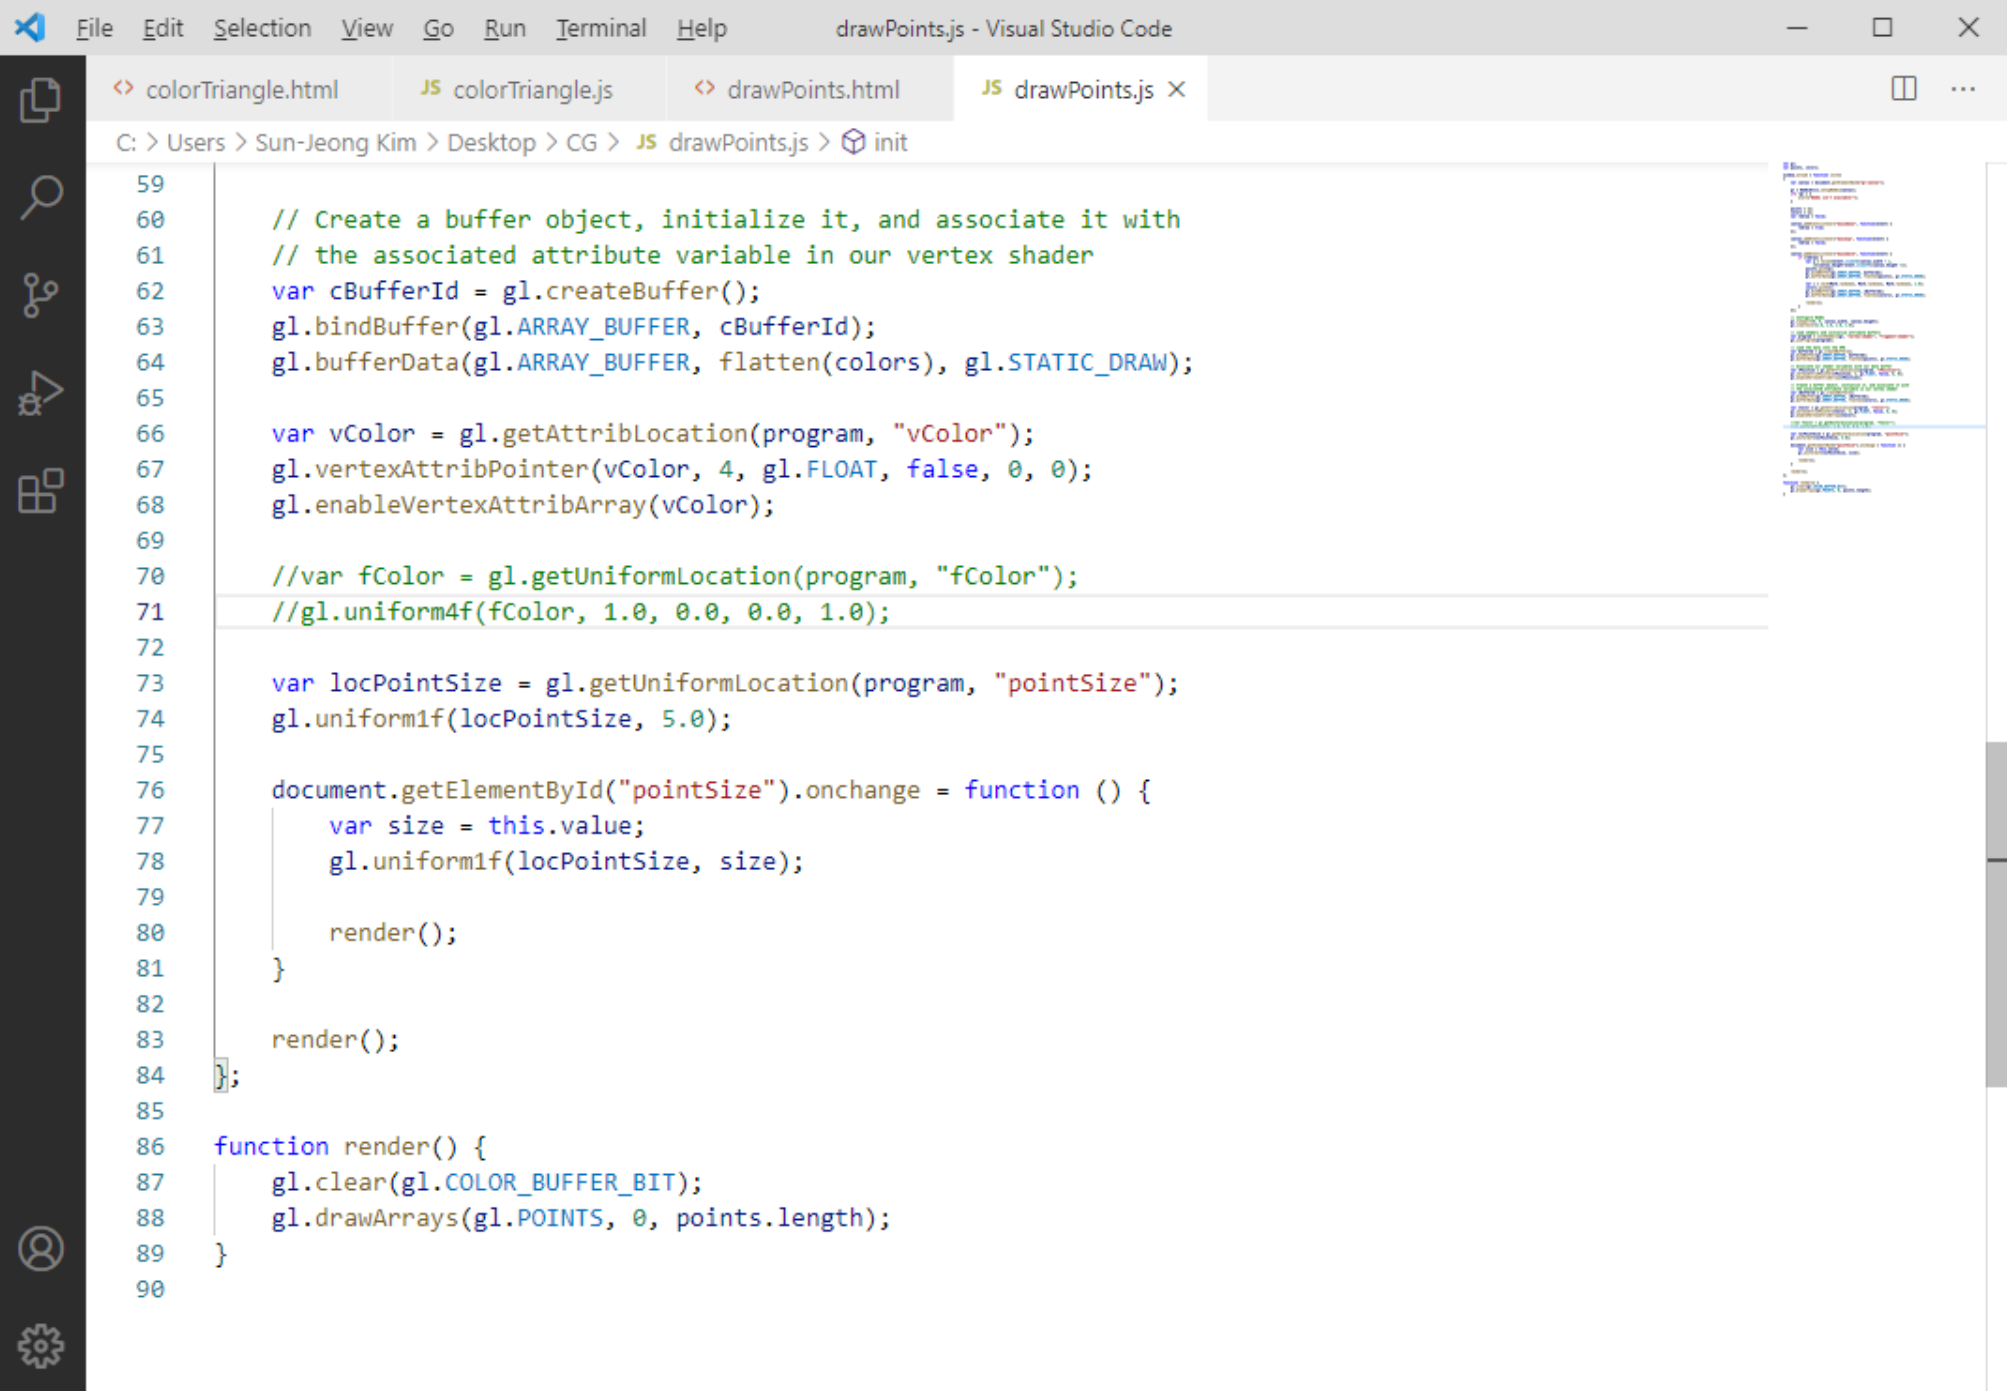 File Edit Selection View Go Run Terminal Help drawPoints.js - Visual Studio Code
<> colorTriangle.html JS colorTriangle.js <> drawPoints.html JS drawPoints.js
C: > Users > Sun-Jeong Kim > Desktop > CG > JS drawPoints.js > init
59
60 // Create a buffer object, initialize it, and associate it with
61 // the associated attribute variable in our vertex shader
62 var cBufferId = gl.createBuffer();
63 gl.bindBuffer(gl.ARRAY_BUFFER, cBufferId);
64 gl.bufferData(gl.ARRAY_BUFFER, flatten(colors), gl.STATIC_DRAW);
65
66 var vColor = gl.getAttribLocation(program, "vColor");
67 gl.vertexAttribPointer(vColor, 4, gl.FLOAT, false, 0, 0);
68 gl.enableVertexAttribArray(vColor);
69
70 //var fColor = gl.getUniformLocation(program, "fColor");
71 //gl.uniform4f(fColor, 1.0, 0.0, 0.0, 1.0);
72
73 var locPointSize = gl.getUniformLocation(program, "pointSize");
74 gl.uniform1f(locPointSize, 5.0);
75
76 document.getElementById("pointSize").onchange = function () {
77 var size = this.value;
78 gl.uniform1f(locPointSize, size);
79
80 render();
81 }
82
83 render();
84 };
85
86 function render() {
87 gl.clear(gl.COLOR_BUFFER_BIT);
88 gl.drawArrays(gl.POINTS, 0, points.length);
89 }
90